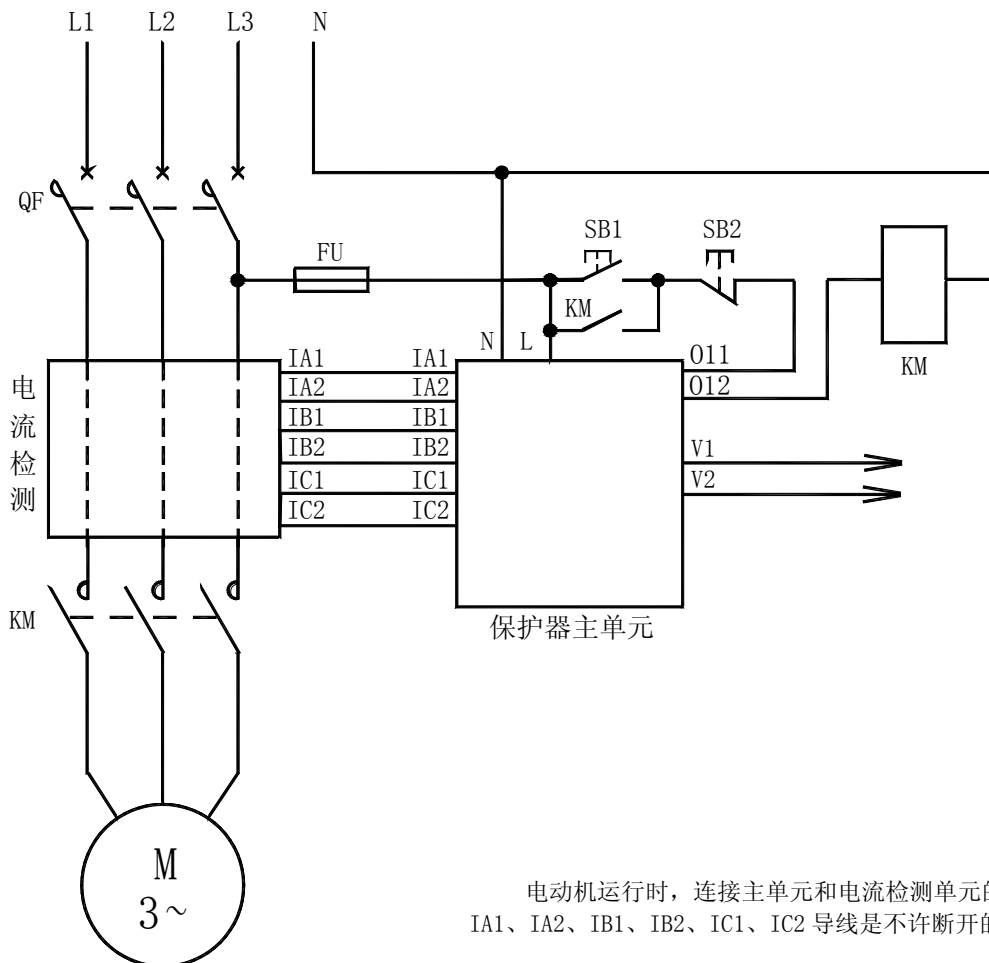 L1 L2 L3 N
QF
FU
SB1 SB2
KM
KM
N L
O11
O12
电流检测
IA1 IA1
IA2 IA2
IB1 IB1
IB2 IB2
IC1 IC1
IC2 IC2
V1
V2
保护器主单元
KM
M
3~
电动机运行时，连接主单元和电流检测单元的
IA1、IA2、IB1、IB2、IC1、IC2 导线是不许断开的